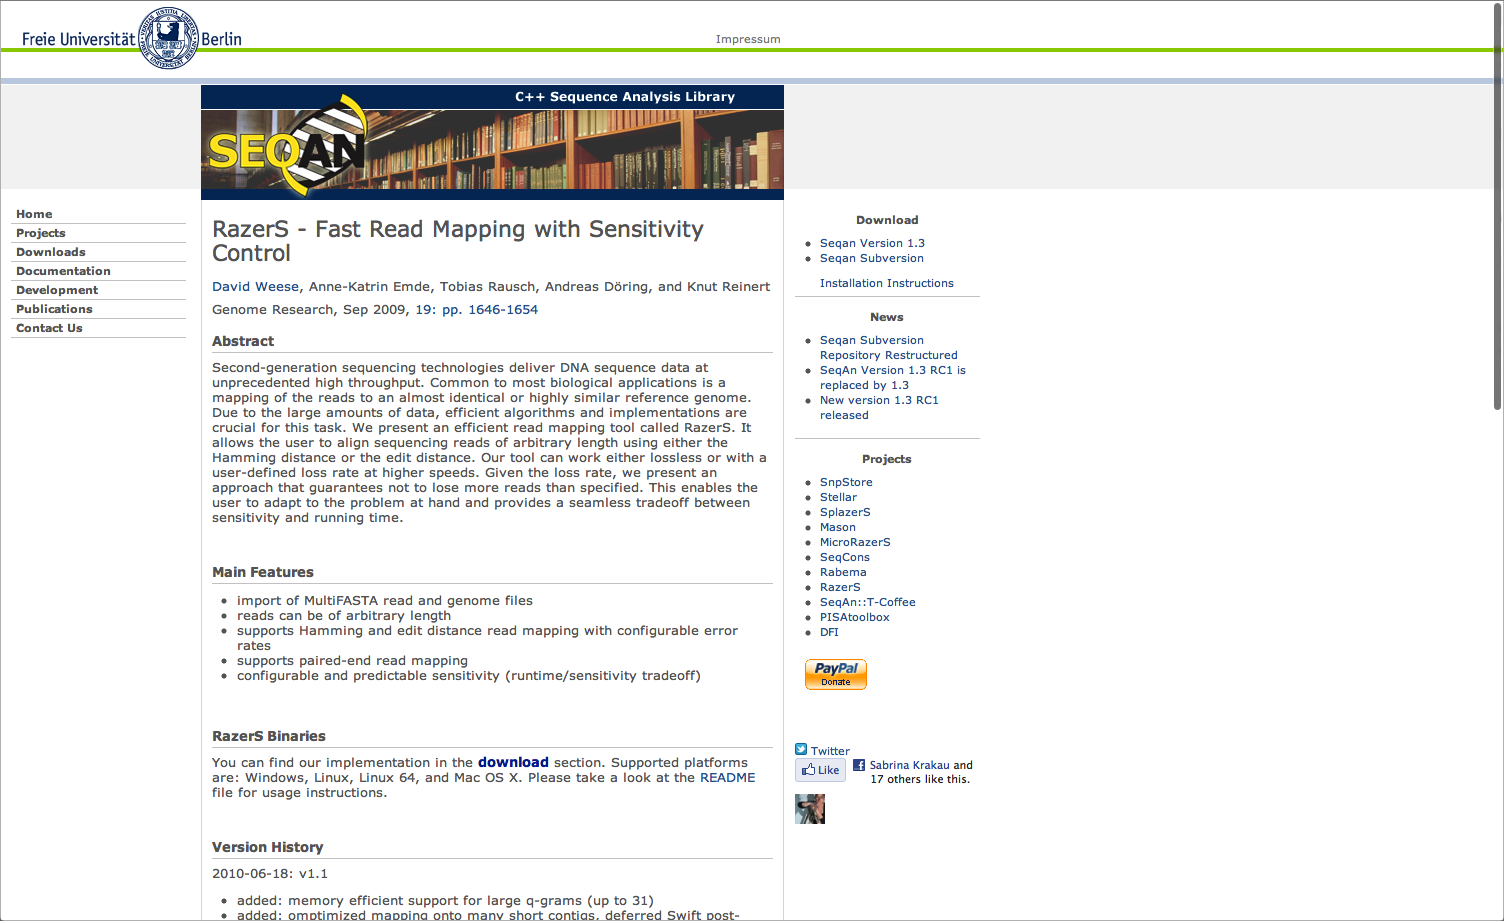 Freie Universität Berlin
Impressum
C++ Sequence Analysis Library
SEQAN
Home
Projects
Downloads
Documentation
Development
Publications
Contact Us
RazerS - Fast Read Mapping with Sensitivity
Control
David Weese, Anne-Katrin Emde, Tobias Rausch, Andreas Döring, and Knut Reinert
Genome Research, Sep 2009, 19: pp. 1646-1654
Abstract
Second-generation sequencing technologies deliver DNA sequence data at
unprecedented high throughput. Common to most biological applications is a
mapping of the reads to an almost identical or highly similar reference genome.
Due to the large amounts of data, efficient algorithms and implementations are
crucial for this task. We present an efficient read mapping tool called RazerS. It
allows the user to align sequencing reads of arbitrary length using either the
Hamming distance or the edit distance. Our tool can work either lossless or with a
user-defined loss rate at higher speeds. Given the loss rate, we present an
approach that guarantees not to lose more reads than specified. This enables the
user to adapt to the problem at hand and provides a seamless tradeoff between
sensitivity and running time.
Main Features
• import of MultiFASTA read and genome files
• reads can be of arbitrary length
• supports Hamming and edit distance read mapping with configurable error
rates
• supports paired-end read mapping
• configurable and predictable sensitivity (runtime/sensitivity tradeoff)
RazerS Binaries
You can find our implementation in the download section. Supported platforms
are: Windows, Linux, Linux 64, and Mac OS X. Please take a look at the README
file for usage instructions.
Version History
2010-06-18: v1.1
• added: memory efficient support for large q-grams (up to 31)
• added: omptimized mapping onto many short contigs, deferred Swift post-
Download
• Seqan Version 1.3
• Seqan Subversion
Installation Instructions
News
• Seqan Subversion
Repository Restructured
• SeqAn Version 1.3 RC1 is
replaced by 1.3
• New version 1.3 RC1
released
Projects
• SnpStore
• Stellar
• SplazerS
• Mason
• MicroRazerS
• SeqCons
• Rabema
• RazerS
• SeqAn::T-Coffee
• PISAtoolbox
• DFI
PayPal
Donate
Twitter
Like
Sabrina Krakau and
17 others like this.